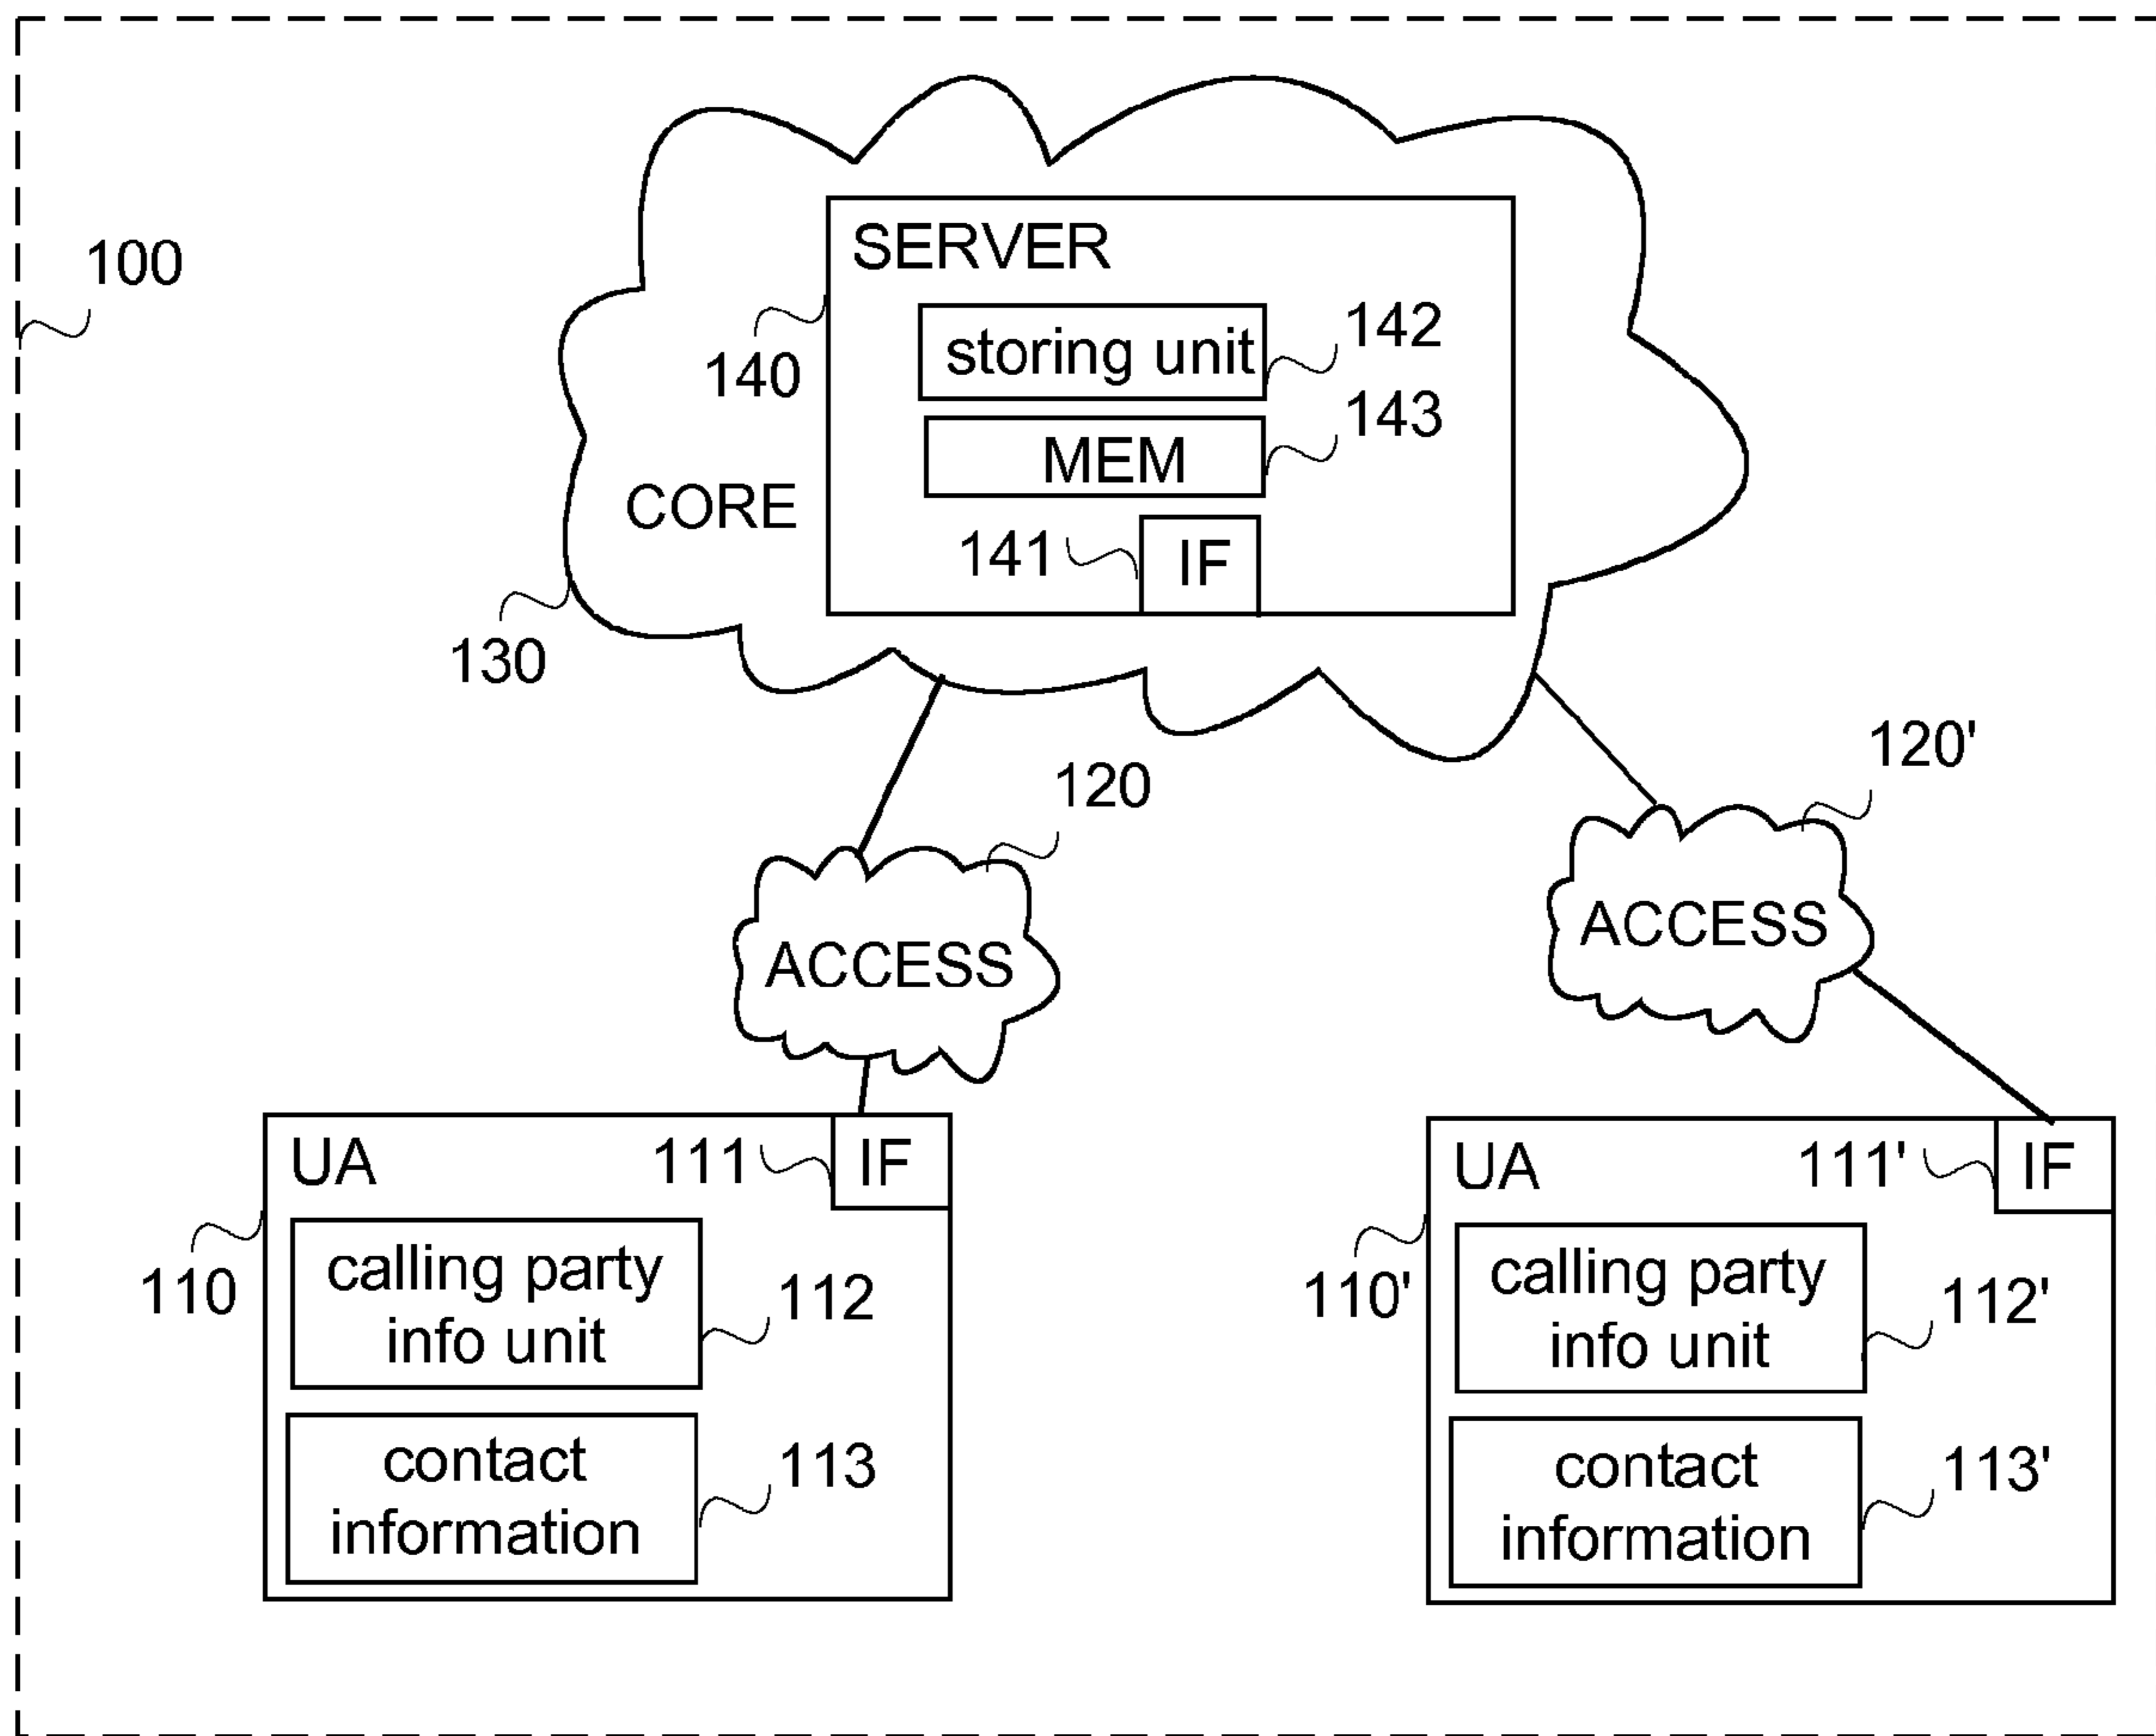 100
SERVER
140
storing unit
142
MEM
143
CORE
141
IF
130
120
120'
ACCESS
ACCESS
UA
111
IF
110
calling party
info unit
112
contact
information
113
UA
111'
IF
110'
calling party
info unit
112'
contact
information
113'